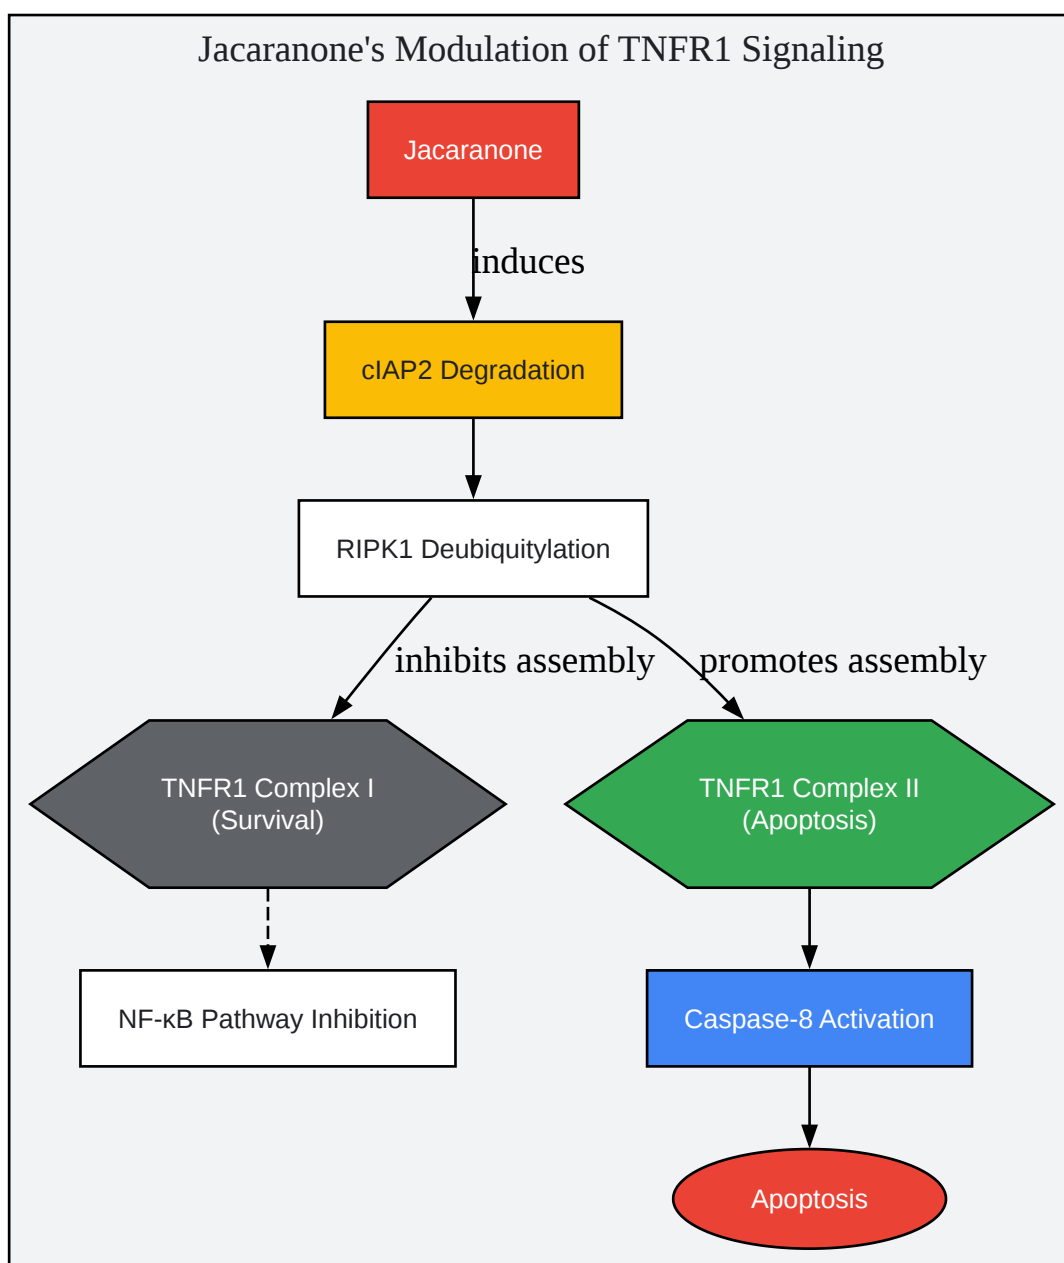 Jacaranone's Modulation of TNFR1 Signaling
Jacaranone
induces
cIAP2 Degradation
RIPK1 Deubiquitylation
inhibits assembly
promotes assembly
TNFR1 Complex I
(Survival)
TNFR1 Complex II
(Apoptosis)
NF-κB Pathway Inhibition
Caspase-8 Activation
Apoptosis